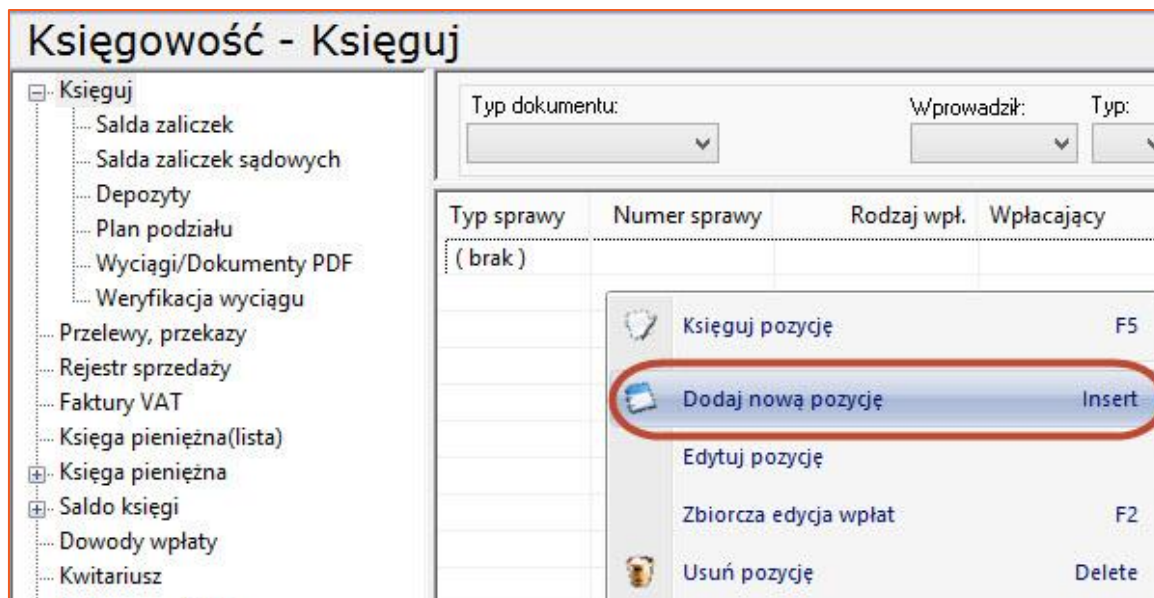 Księgowość - Księguj
Księguj
Salda zaliczek
Salda zaliczek sądowych
Depozyty
Plan podziału
Wyciągi/Dokumenty PDF
Weryfikacja wyciągu
Przelewy, przekazy
Rejestr sprzedaży
Faktury VAT
Księga pieniężna(lista)
Księga pieniężna
Saldo księgi
Dowody wpłaty
Kwitariusz
Typ dokumentu: Wprowadził: Typ:
Typ sprawy Numer sprawy Rodzaj wpł. Wpłacający
( brak )
Księguj pozycję F5
Dodaj nową pozycję Insert
Edytuj pozycję
Zbiorcza edycja wpłat F2
Usuń pozycję Delete